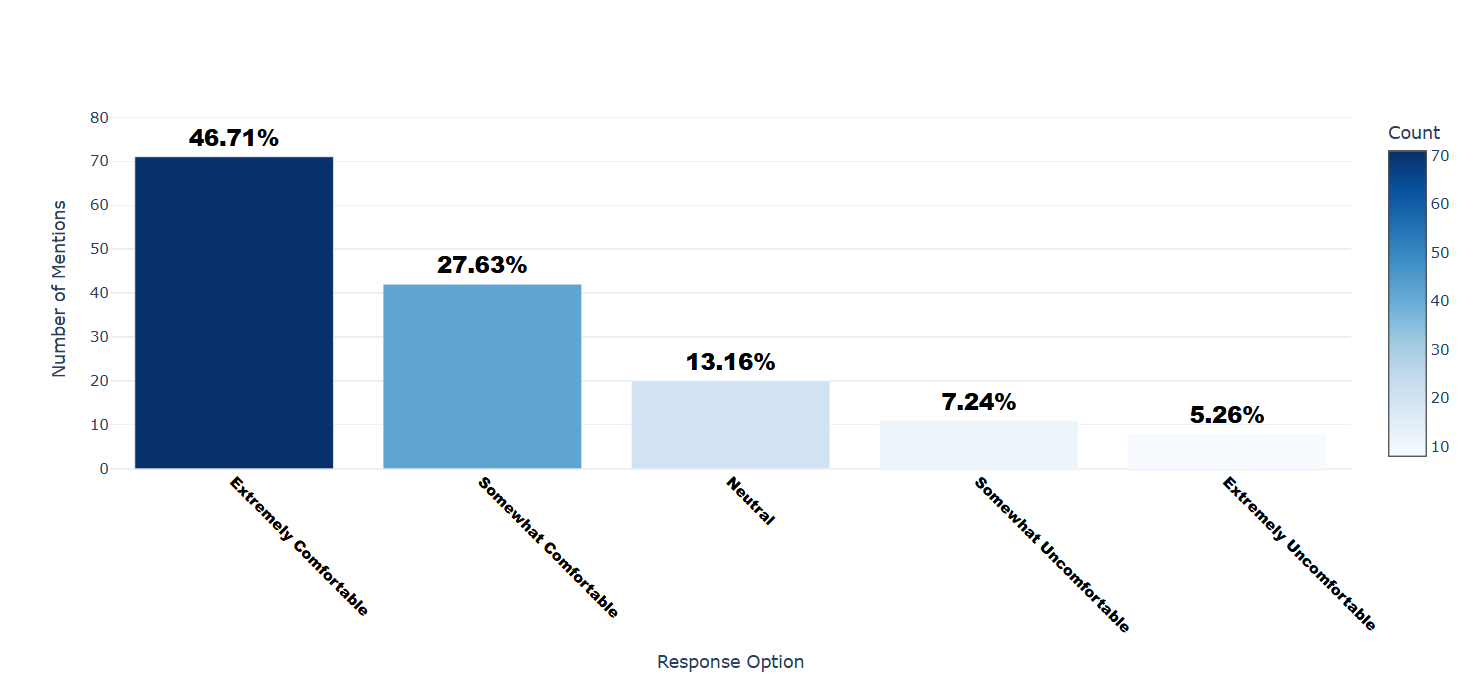 80
70
60
50
40
30
20
10
0
Number of Mentions
46.71%
27.63%
13.16%
7.24%
5.26%
Extremely Comfortable
Somewhat Comfortable
Neutral
Somewhat Uncomfortable
Extremely Uncomfortable
Response Option
Count
70
60
50
40
30
20
10